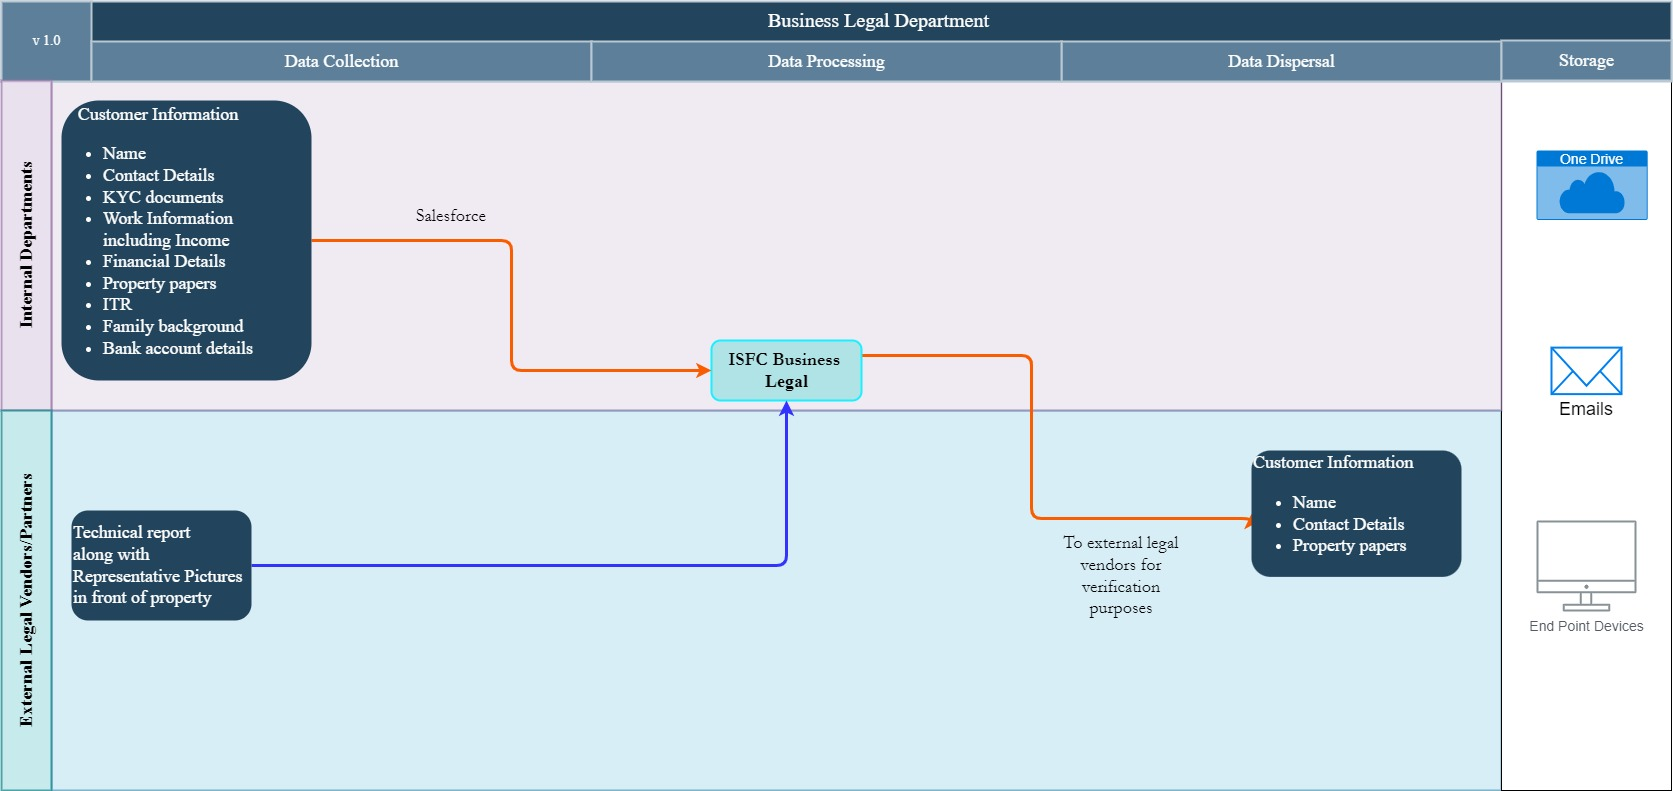 v 1.0
Business Legal Department
Data Collection
Data Processing
Data Dispersal
Storage
Internal Departments
Customer Information
• Name
• Contact Details
• KYC documents
• Work Information
including Income
• Financial Details
• Property papers
• ITR
• Family background
• Bank account details
Salesforce
ISFC Business
Legal
One Drive
Emails
External Legal Vendors/Partners
Technical report
along with
Representative Pictures
in front of property
To external legal
vendors for
verification
purposes
Customer Information
• Name
• Contact Details
• Property papers
End Point Devices